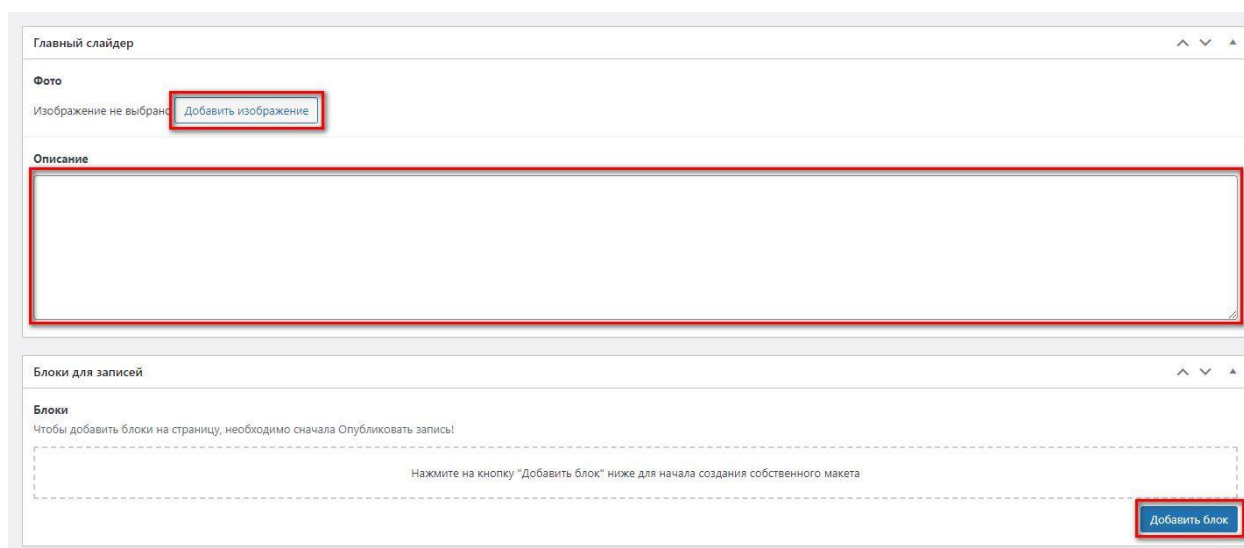 Главный слайдер
Фото
Изображение не выбрано Добавить изображение
Описание
Блоки для записей
Блоки
Чтобы добавить блоки на страницу, необходимо сначала Опубликовать запись!
Нажмите на кнопку "Добавить блок" ниже для начала создания собственного макета
Добавить блок